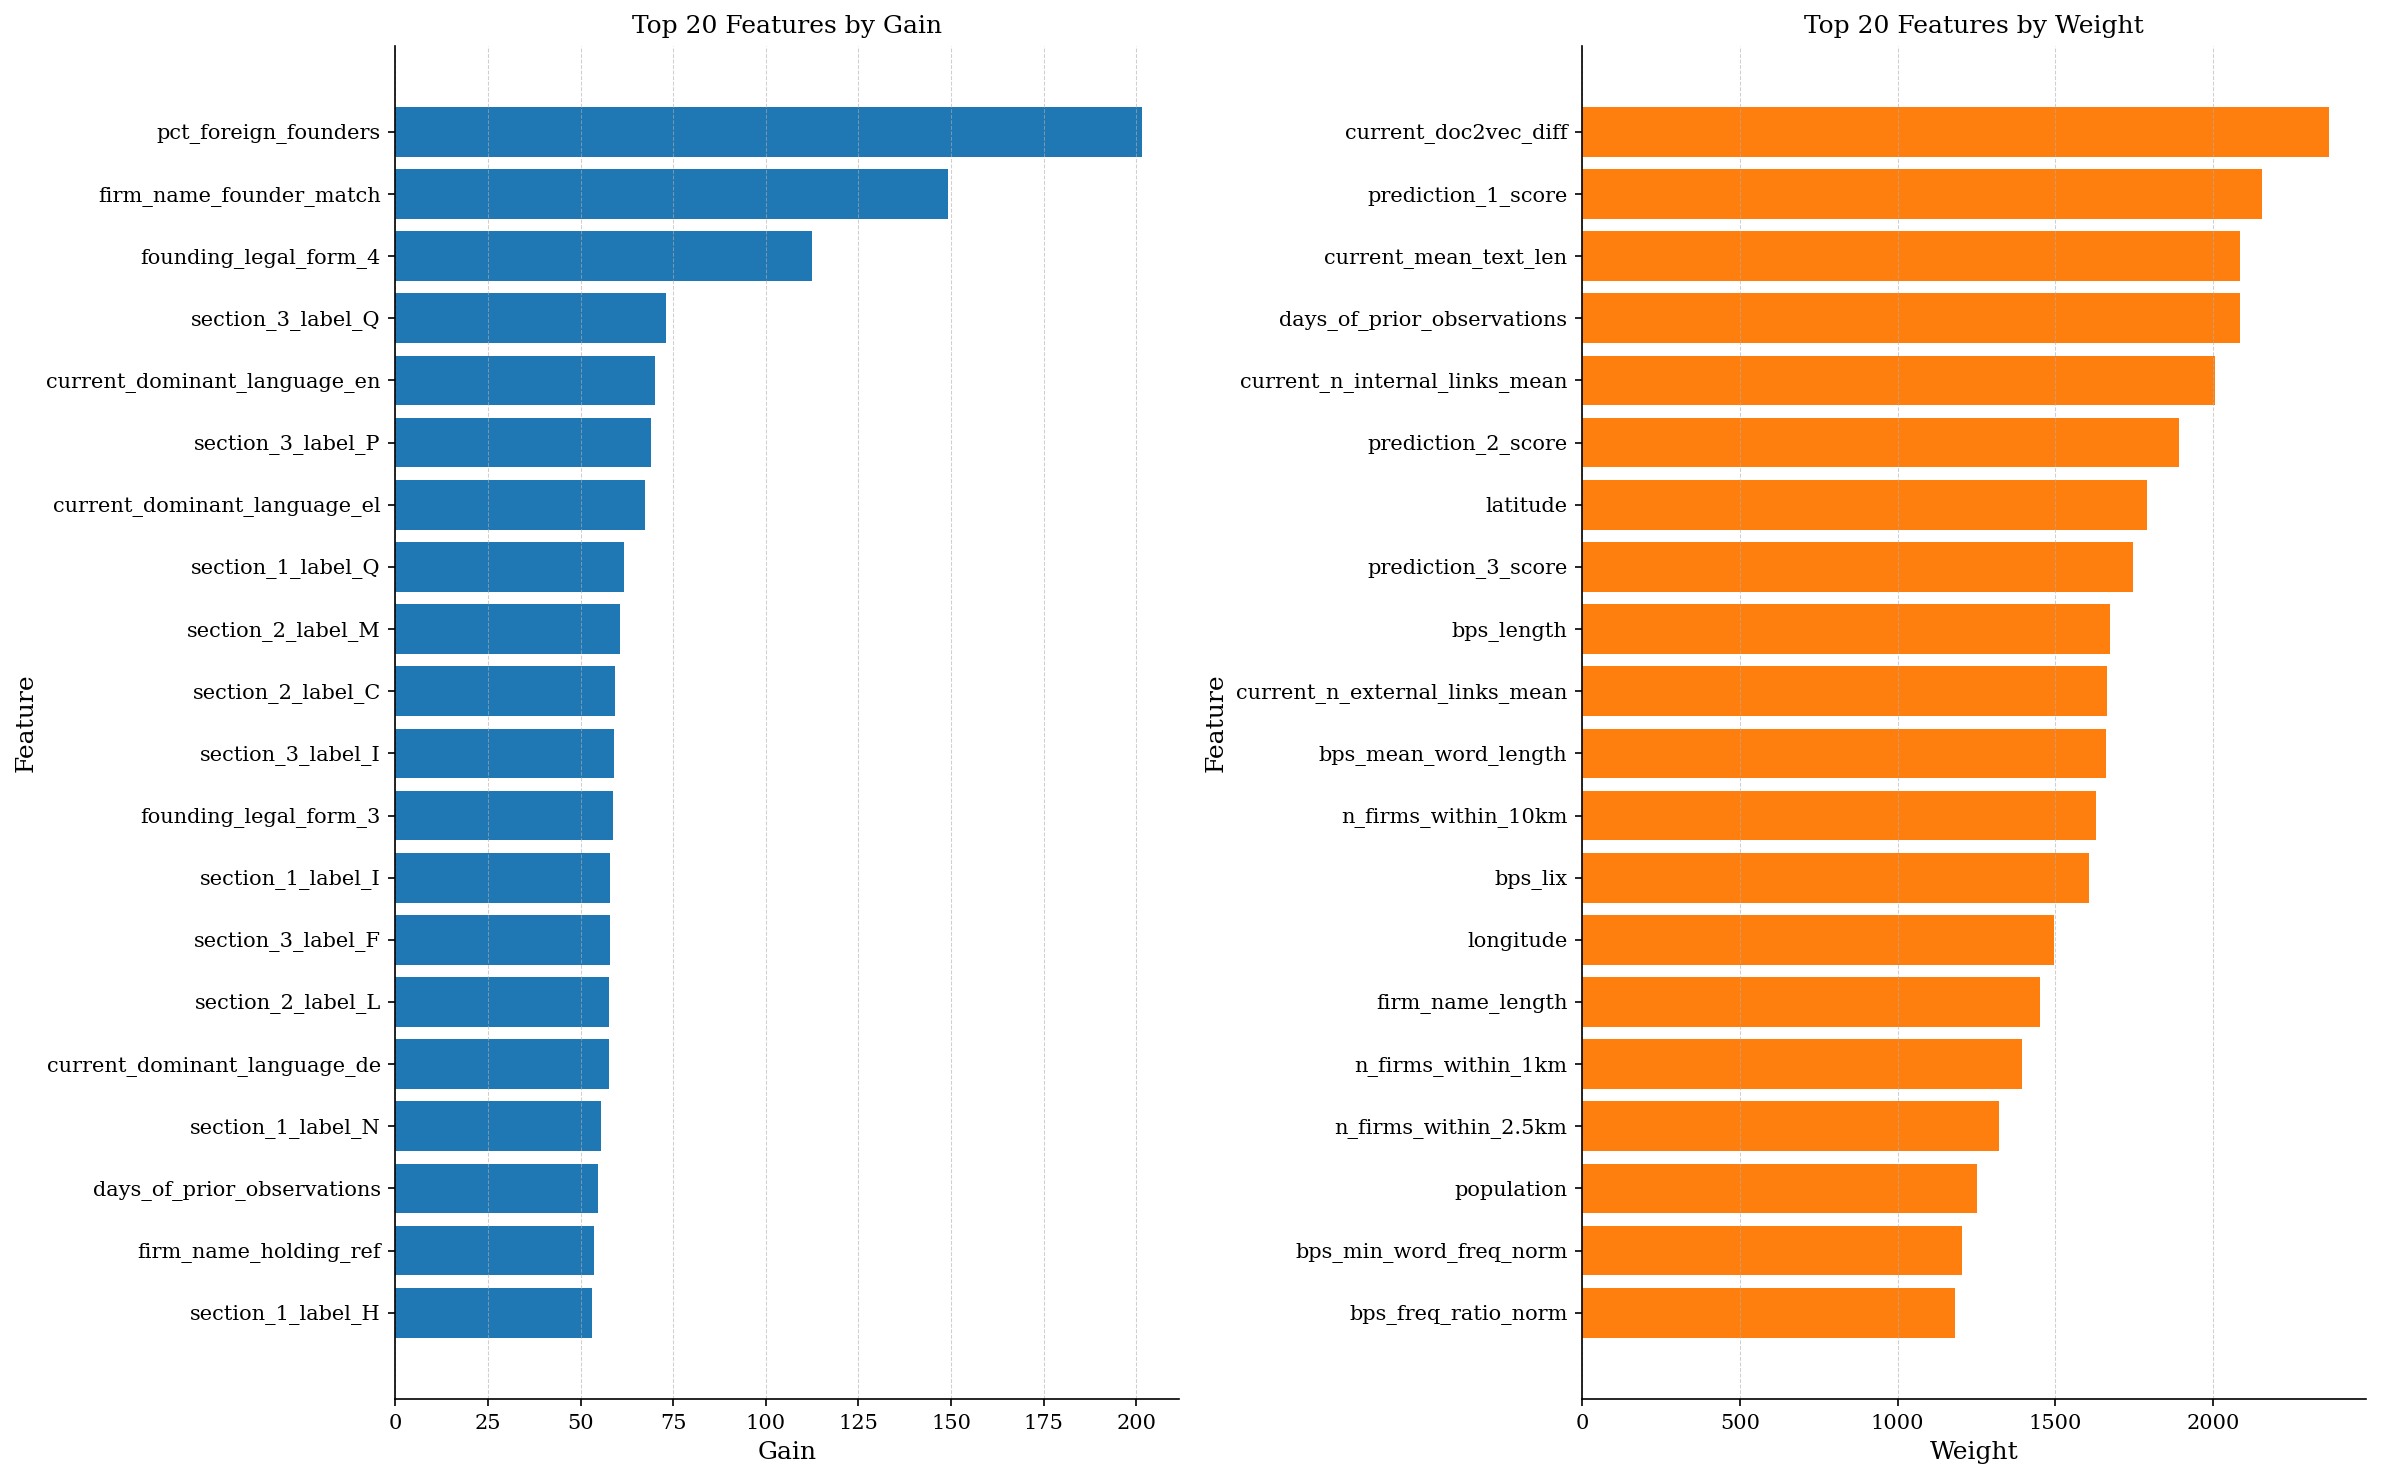 Top 20 Features by Gain
pct_foreign_founders
firm_name_founder_match
founding_legal_form_4
section_3_label_Q
current_dominant_language_en
section_3_label_P
current_dominant_language_el
section_1_label_Q
section_2_label_M
section_2_label_C
section_3_label_I
founding_legal_form_3
section_1_label_I
section_3_label_F
section_2_label_L
current_dominant_language_de
section_1_label_N
days_of_prior_observations
firm_name_holding_ref
section_1_label_H
Feature
0 25 50 75 100 125 150 175 200
Gain
Top 20 Features by Weight
current_doc2vec_diff
prediction_1_score
current_mean_text_len
days_of_prior_observations
current_n_internal_links_mean
prediction_2_score
latitude
prediction_3_score
bps_length
current_n_external_links_mean
bps_mean_word_length
n_firms_within_10km
bps_lix
longitude
firm_name_length
n_firms_within_1km
n_firms_within_2.5km
population
bps_min_word_freq_norm
bps_freq_ratio_norm
Feature
0 500 1000 1500 2000
Weight